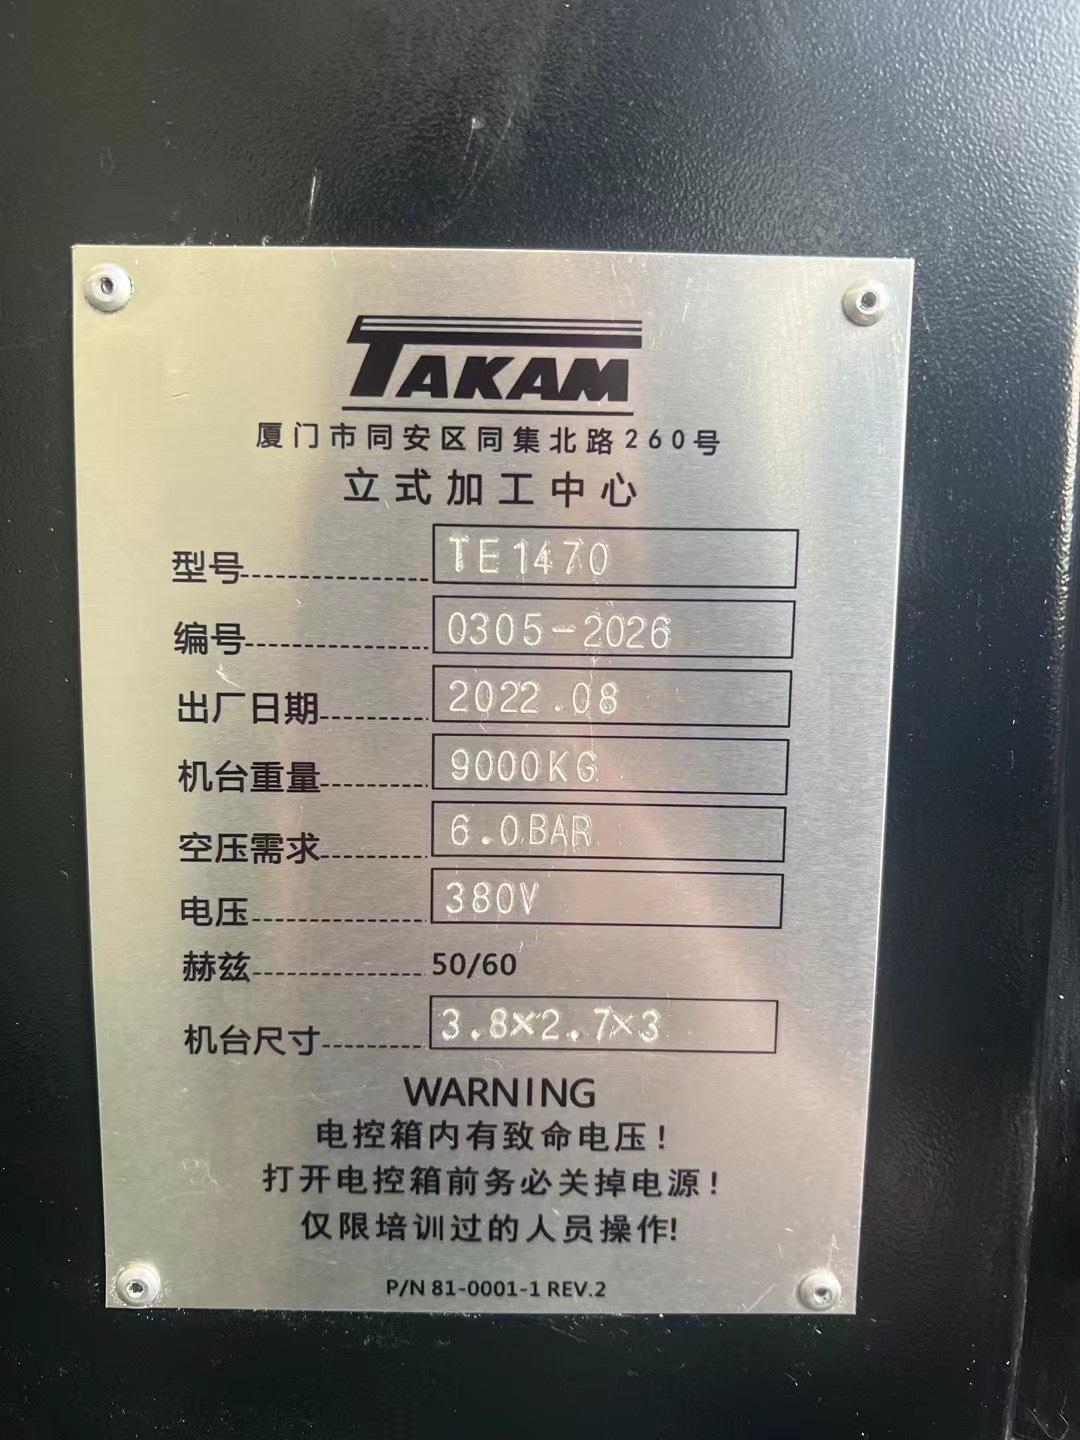 TAKAM
厦门市同安区同集北路260号
立式加工中心
型号 TE1470
编号 0305-2026
出厂日期 2022.08
机台重量 9000KG
空压需求 6.0BAR
电压 380V
赫兹 50/60
机台尺寸 3.8×2.7×3
WARNING
电控箱内有致命电压!
打开电控箱前务必关掉电源!
仅限培训过的人员操作!
P/N 81-0001-1 REV.2